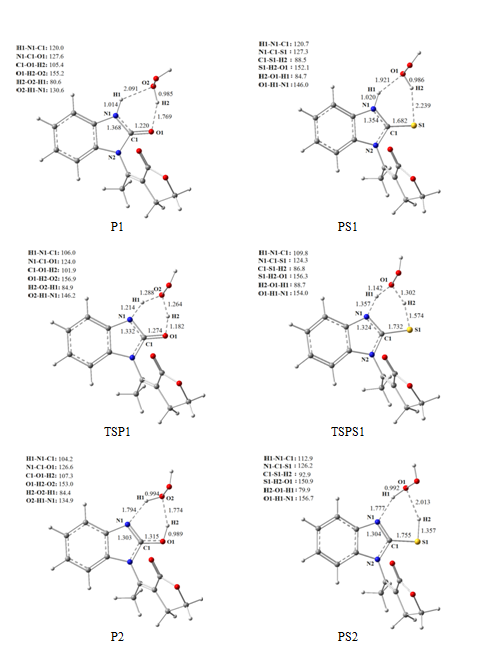 H1-N1-C1: 120.0
N1-C1-O1: 127.6
C1-O1-H2: 105.4
O1-H2-O2: 155.2
H2-O2-H1: 80.6
O2-H1-N1: 130.6
2.091
O2
H1
0.985
1.014
H2
N1
1.769
1.220
1.368
C1
O1
N2
P1
H1-N1-C1: 120.7
N1-C1-S1: 127.3
C1-S1-H2: 88.5
S1-H2-O1: 152.1
H2-O1-H1: 84.7
O1-H1-N1: 146.0
O1
1.921
H1
0.986
H2
1.020
N1
2.239
1.354
1.682
C1
S1
N2
PS1
H1-N1-C1: 106.0
N1-C1-O1: 124.0
C1-O1-H2: 101.9
O1-H2-O2: 156.9
H2-O2-H1: 84.9
O2-H1-N1: 146.2
1.288
O2
H1
1.264
1.214
H2
N1
1.182
1.332
1.274
C1
O1
N2
TSP1
H1-N1-C1: 109.8
N1-C1-S1: 124.3
C1-S1-H2: 86.8
S1-H2-O1: 156.3
H2-O1-H1: 88.7
O1-H1-N1: 154.0
1.142
O1
H1
1.302
1.357
H2
N1
1.574
1.324
1.732
C1
S1
N2
TSPS1
H1-N1-C1: 104.2
N1-C1-O1: 126.6
C1-O1-H2: 107.3
O1-H2-O2: 153.0
H2-O2-H1: 84.4
O2-H1-N1: 134.9
0.994
H1
O2
1.794
1.774
N1
H2
0.989
1.303
1.315
C1
O1
N2
P2
H1-N1-C1: 112.9
N1-C1-S1: 126.2
C1-S1-H2: 92.9
S1-H2-O1: 150.9
H2-O1-H1: 79.9
O1-H1-N1: 156.7
0.992
O1
H1
2.013
1.777
H2
N1
1.357
1.304
1.755
C1
S1
N2
PS2